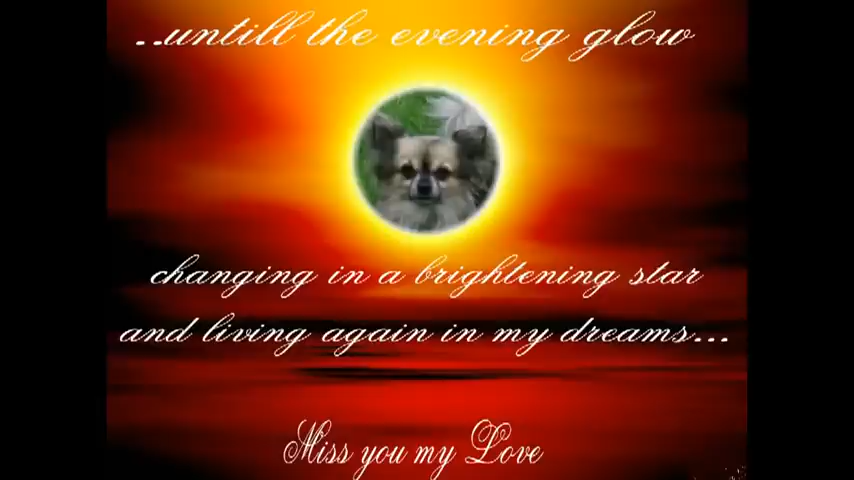 ..untill the evening glow
changing in a brightening star
and living again in my dreams...
Miss you my Love